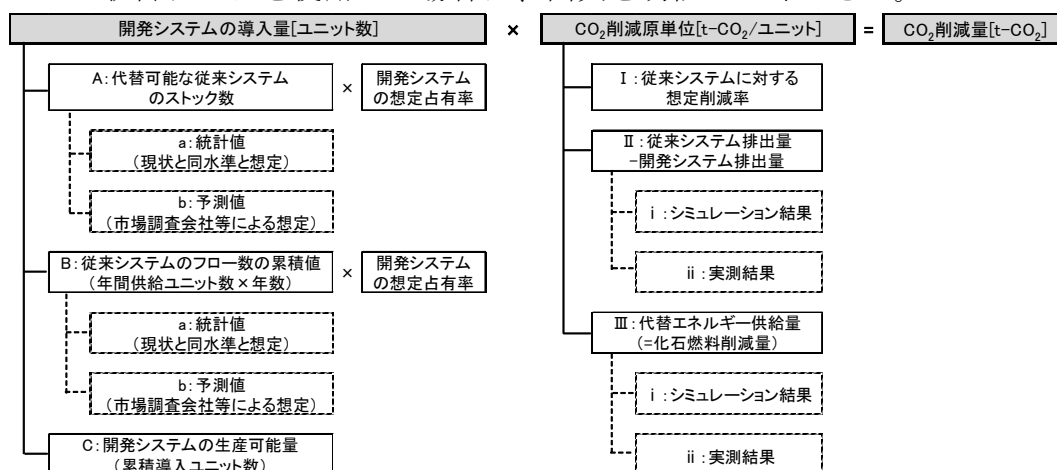 開発システムの導入量[ユニット数] × CO2削減原単位[t-CO2/ユニット] = CO2削減量[t-CO2]
A:代替可能な従来システム
のストック数
×
開発システム
の想定占有率
a:統計値
(現状と同水準と想定)
b:予測値
(市場調査会社等による想定)
B:従来システムのフロー数の累積値
(年間供給ユニット数×年数)
×
開発システム
の想定占有率
a:統計値
(現状と同水準と想定)
b:予測値
(市場調査会社等による想定)
C:開発システムの生産可能量
(累積導入ユニット数)
Ⅰ:従来システムに対する
想定削減率
Ⅱ:従来システム排出量
-開発システム排出量
ⅰ:シミュレーション結果
ⅱ:実測結果
Ⅲ:代替エネルギー供給量
(=化石燃料削減量)
ⅰ:シミュレーション結果
ⅱ:実測結果